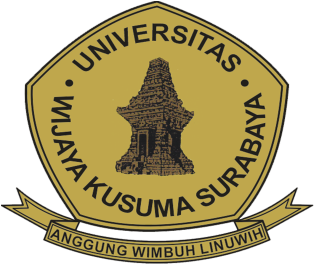 • UNIVERSITAS •
WIJAYA KUSUMA SURABAYA
ANGGUNG WIMBUH LINUWIH